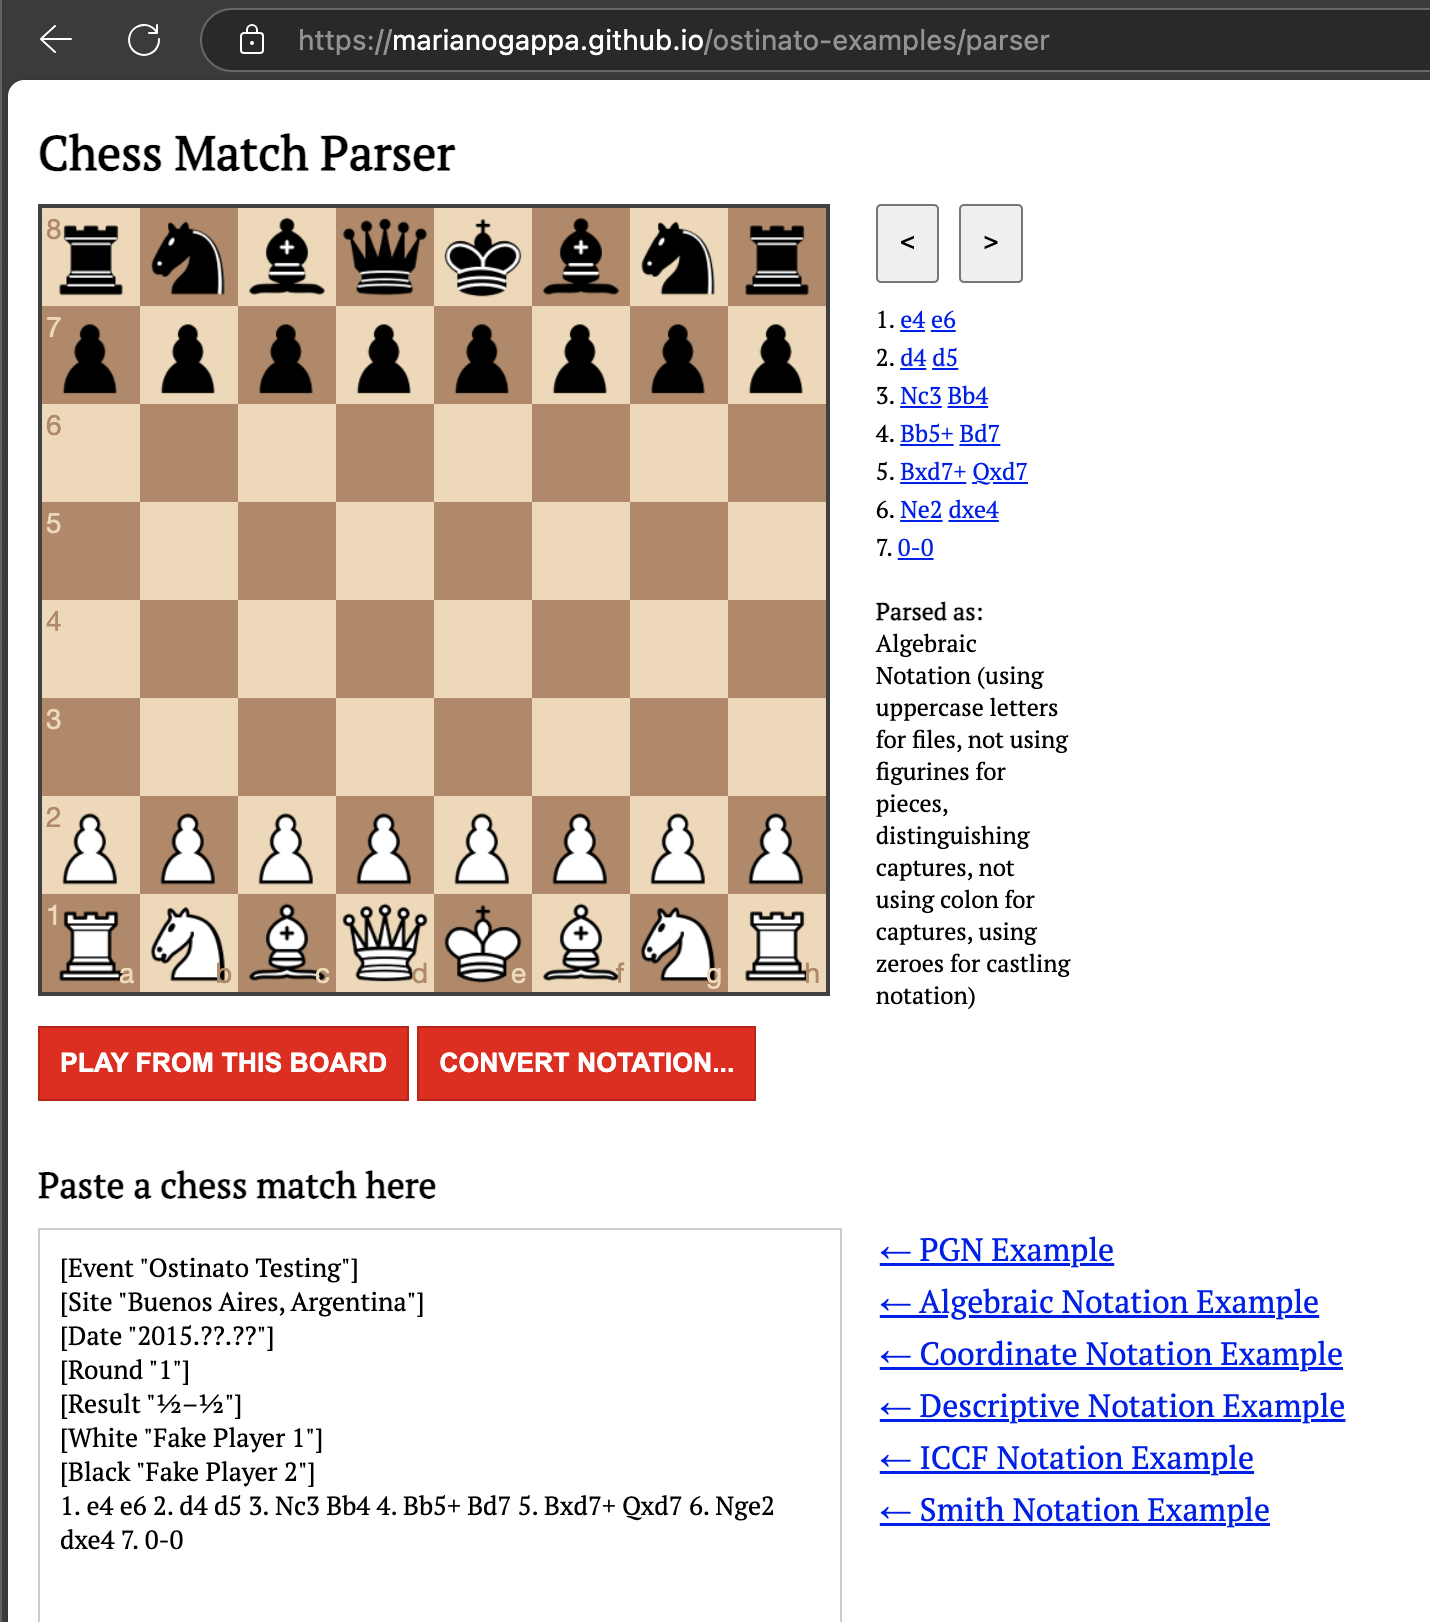 https://marianogappa.github.io/ostinato-examples/parser
Chess Match Parser
8
7
6
5
4
3
2
1
a b c d e f g h
< >
1. e4 e6
2. d4 d5
3. Nc3 Bb4
4. Bb5+ Bd7
5. Bxd7+ Qxd7
6. Ne2 dxe4
7. 0-0
Parsed as:
Algebraic
Notation (using
uppercase letters
for files, not using
figurines for
pieces,
distinguishing
captures, not
using colon for
captures, using
zeroes for castling
notation)
PLAY FROM THIS BOARD
CONVERT NOTATION...
Paste a chess match here
[Event "Ostinato Testing"]
[Site "Buenos Aires, Argentina"]
[Date "2015.??.??"]
[Round "1"]
[Result "½–½"]
[White "Fake Player 1"]
[Black "Fake Player 2"]
1. e4 e6 2. d4 d5 3. Nc3 Bb4 4. Bb5+ Bd7 5. Bxd7+ Qxd7 6. Nge2
dxe4 7. 0-0
← PGN Example
← Algebraic Notation Example
← Coordinate Notation Example
← Descriptive Notation Example
← ICCF Notation Example
← Smith Notation Example